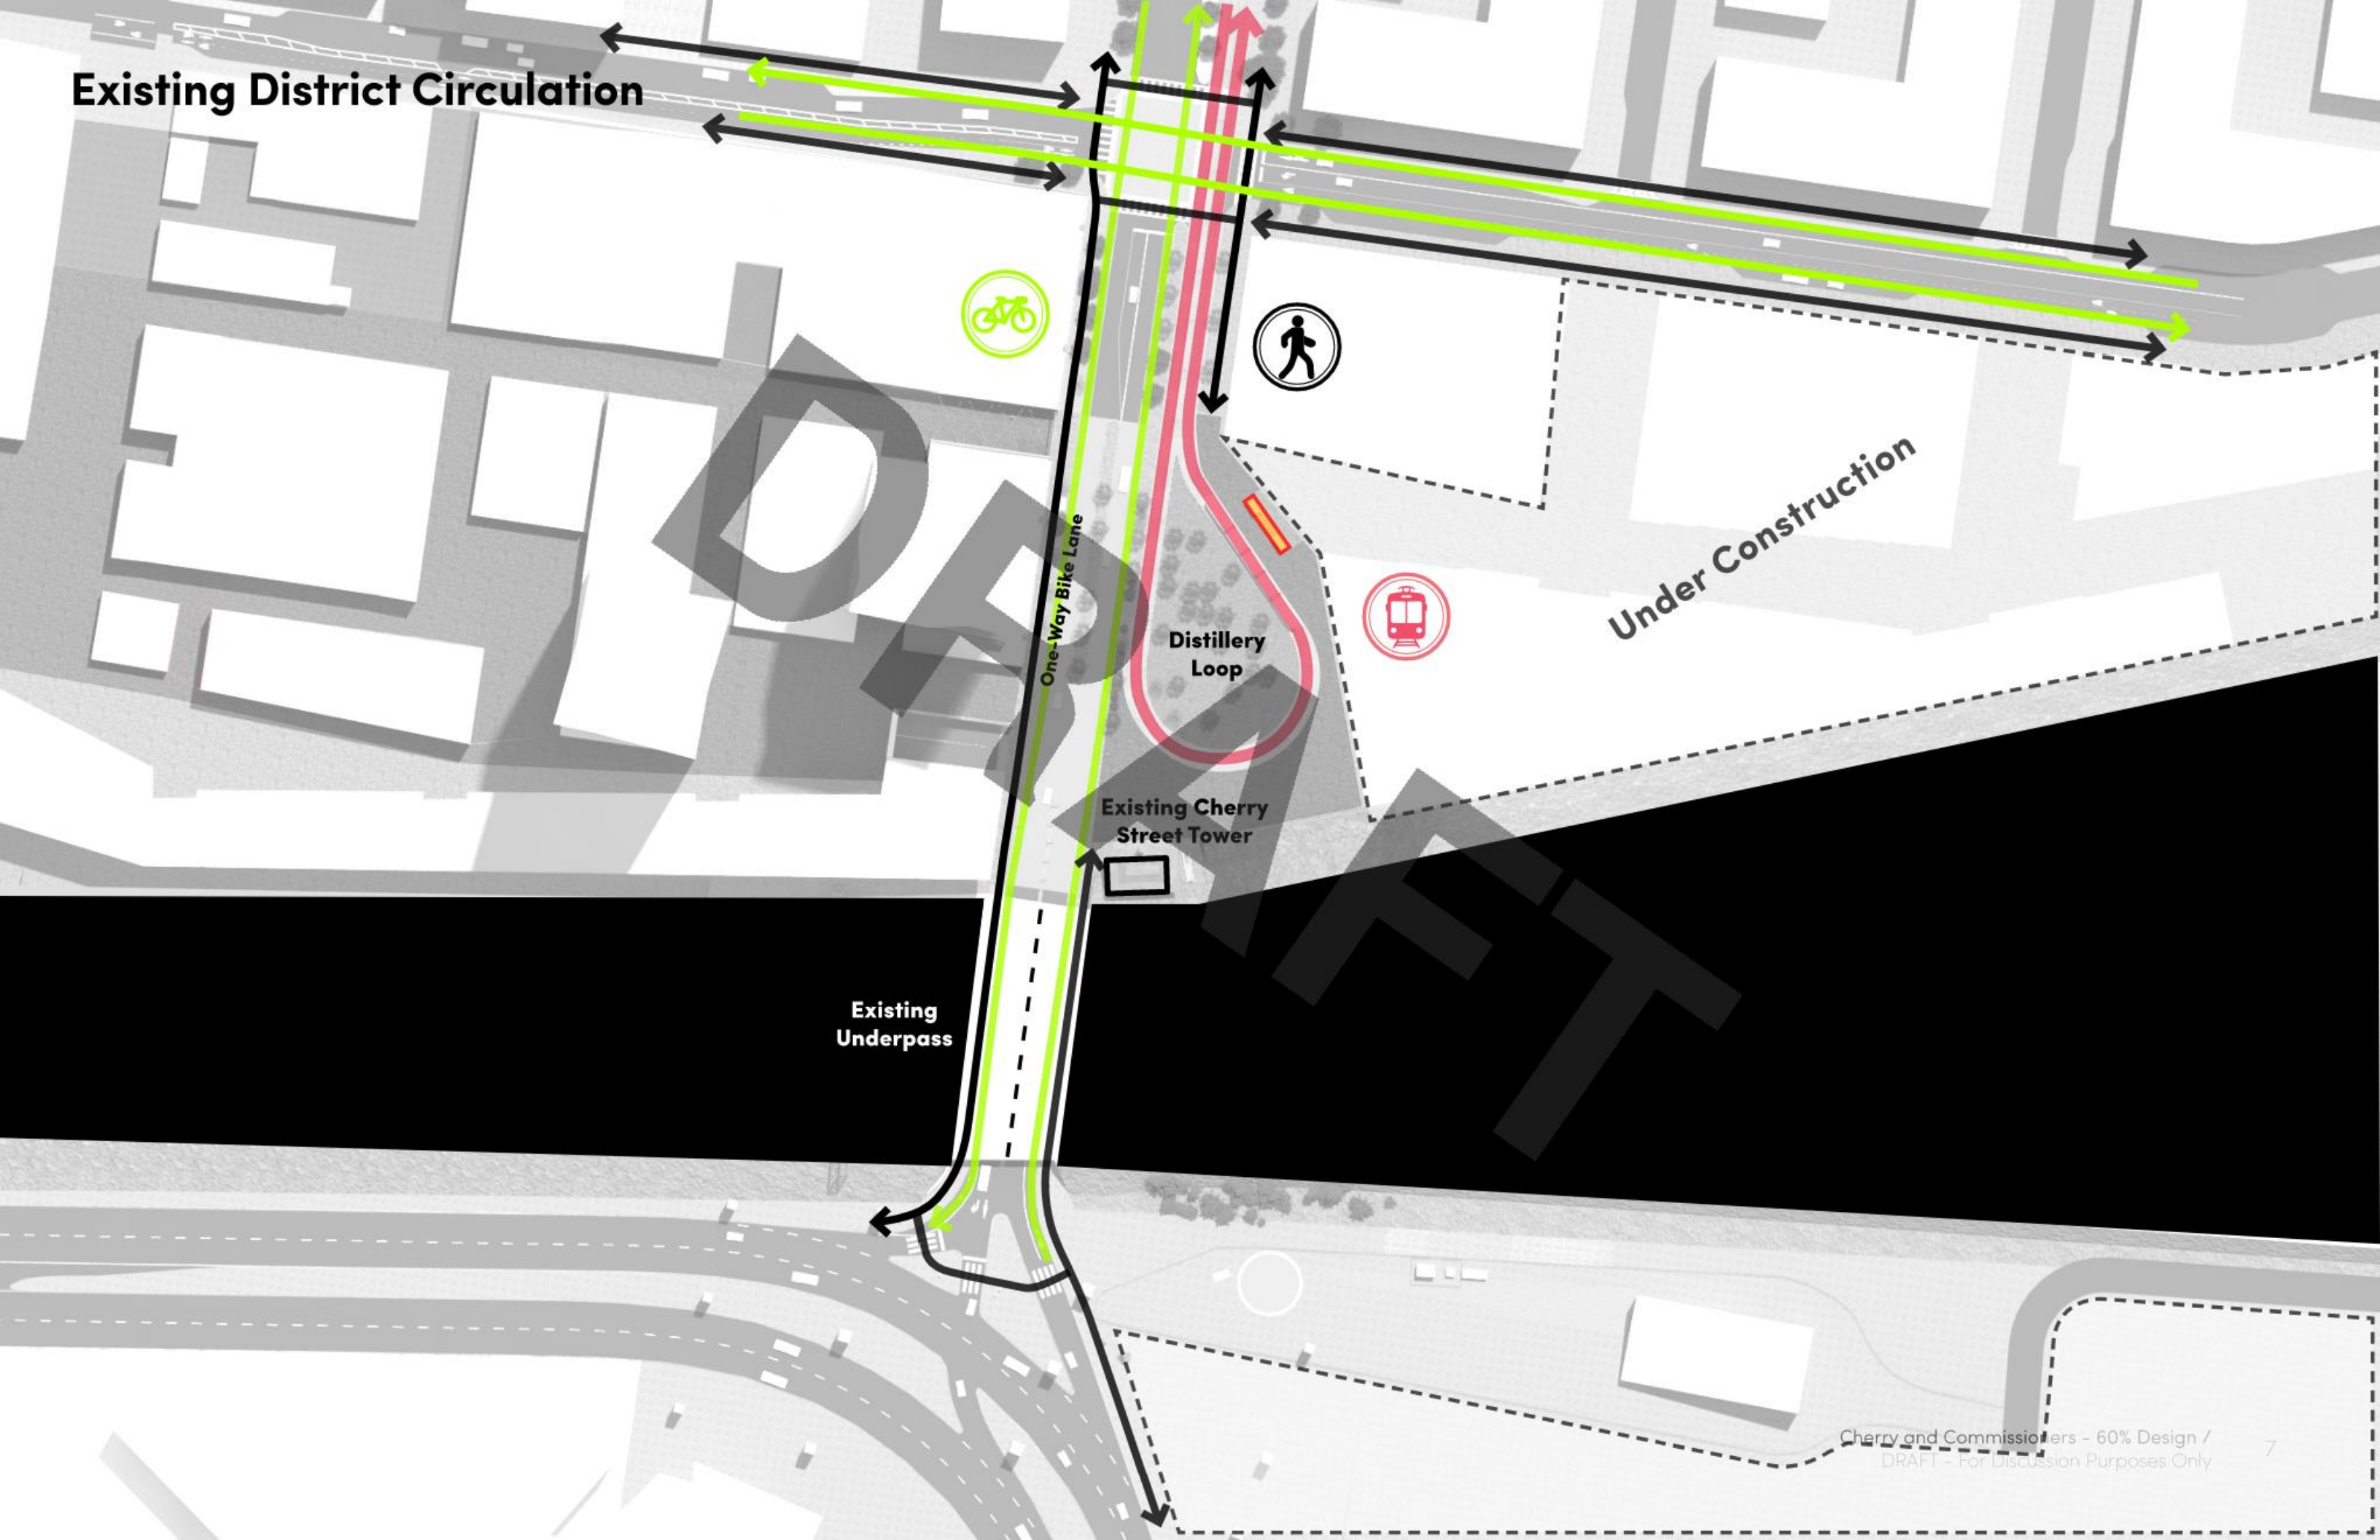 Existing District Circulation
One-Way Bike Lane
Under Construction
Distillery
Loop
Existing Cherry
Street Tower
Existing
Underpass
DRAFT
Cherry and Commissioners - 60% Design /
DRAFT - For Discussion Purposes Only
7